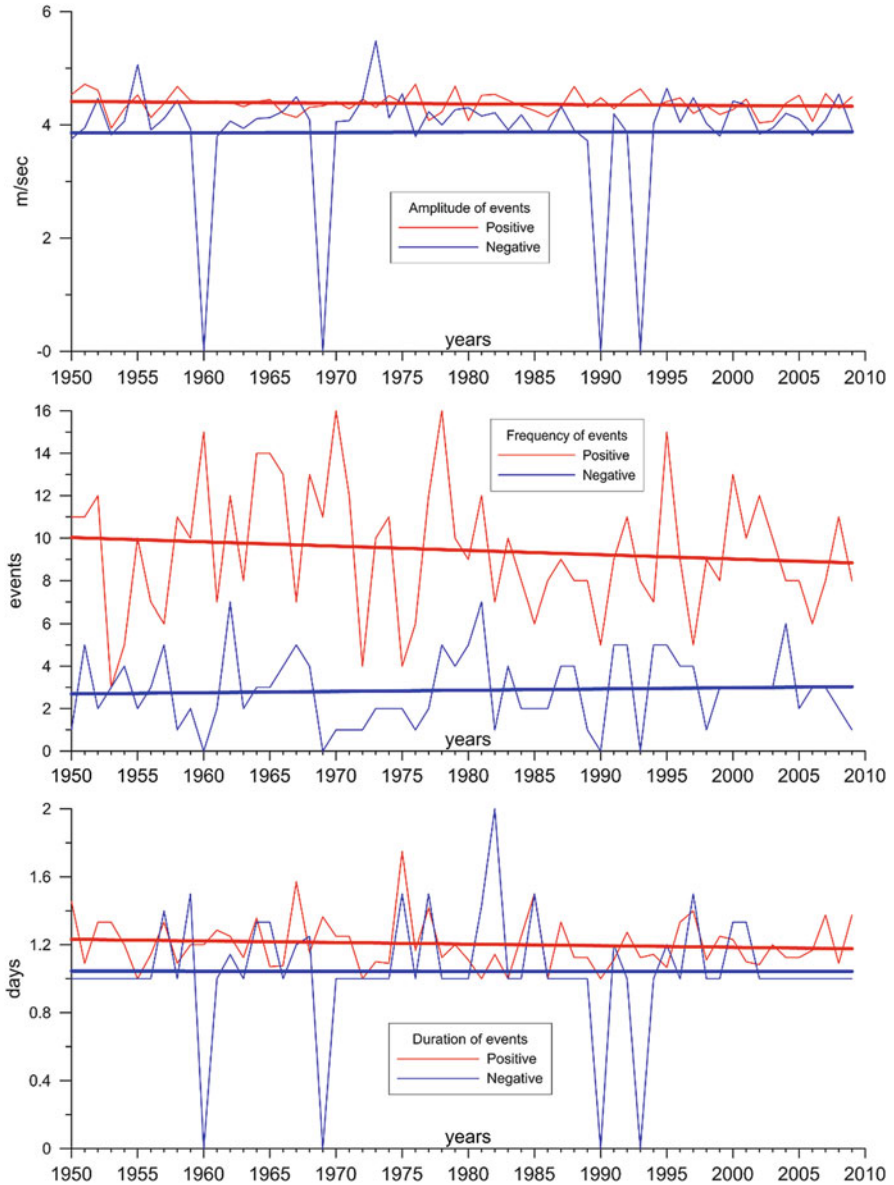 6
4
2
-0
m/sec
Amplitude of events
Positive
Negative
years
1950 1955 1960 1965 1970 1975 1980 1985 1990 1995 2000 2005 2010
16
14
12
10
8
6
4
2
0
events
Frequency of events
Positive
Negative
years
1950 1955 1960 1965 1970 1975 1980 1985 1990 1995 2000 2005 2010
2
1.6
1.2
0.8
0.4
0
days
Duration of events
Positive
Negative
years
1950 1955 1960 1965 1970 1975 1980 1985 1990 1995 2000 2005 2010